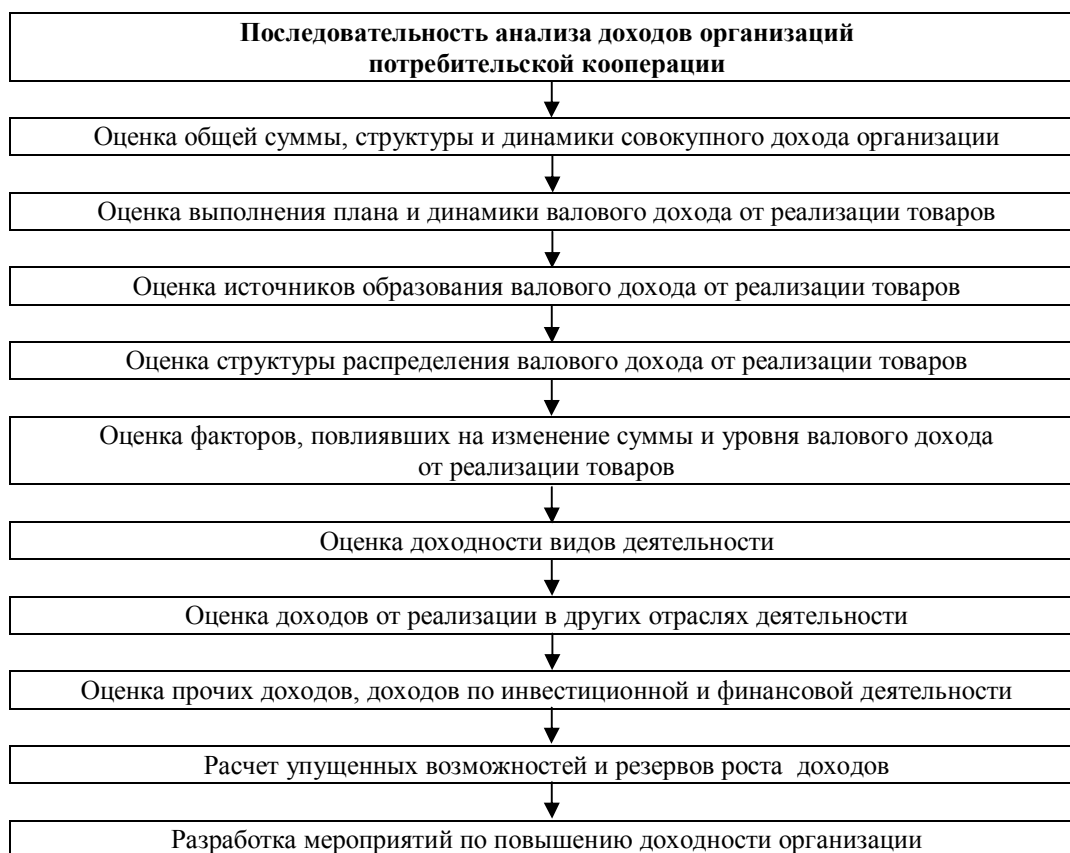 Последовательность анализа доходов организаций
потребительской кооперации
Оценка общей суммы, структуры и динамики совокупного дохода организации
Оценка выполнения плана и динамики валового дохода от реализации товаров
Оценка источников образования валового дохода от реализации товаров
Оценка структуры распределения валового дохода от реализации товаров
Оценка факторов, повлиявших на изменение суммы и уровня валового дохода
от реализации товаров
Оценка доходности видов деятельности
Оценка доходов от реализации в других отраслях деятельности
Оценка прочих доходов, доходов по инвестиционной и финансовой деятельности
Расчет упущенных возможностей и резервов роста доходов
Разработка мероприятий по повышению доходности организации